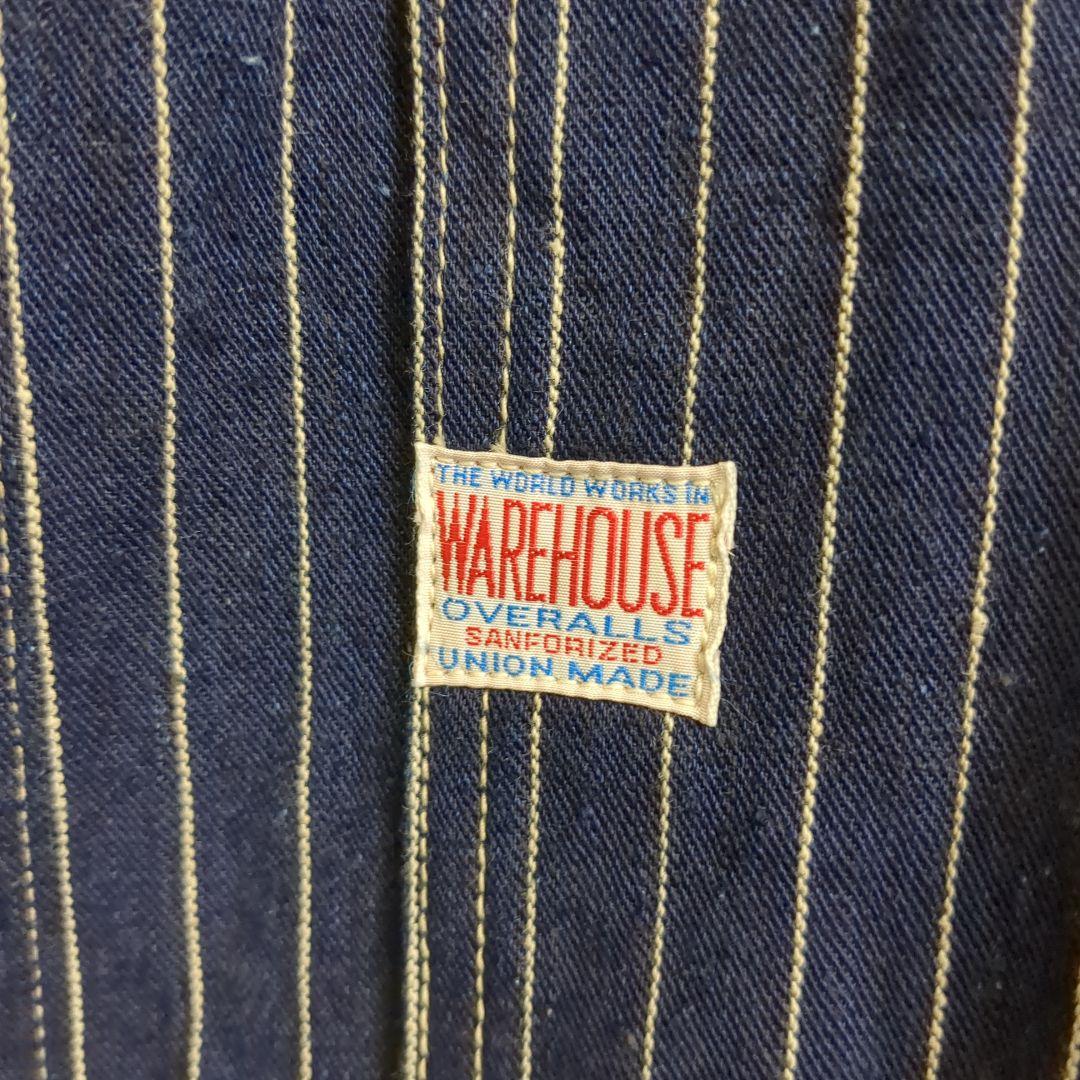 THE WORLD WORKS IN
WAREHOUSE
OVERALLS
SANFORIZED
UNION MADE